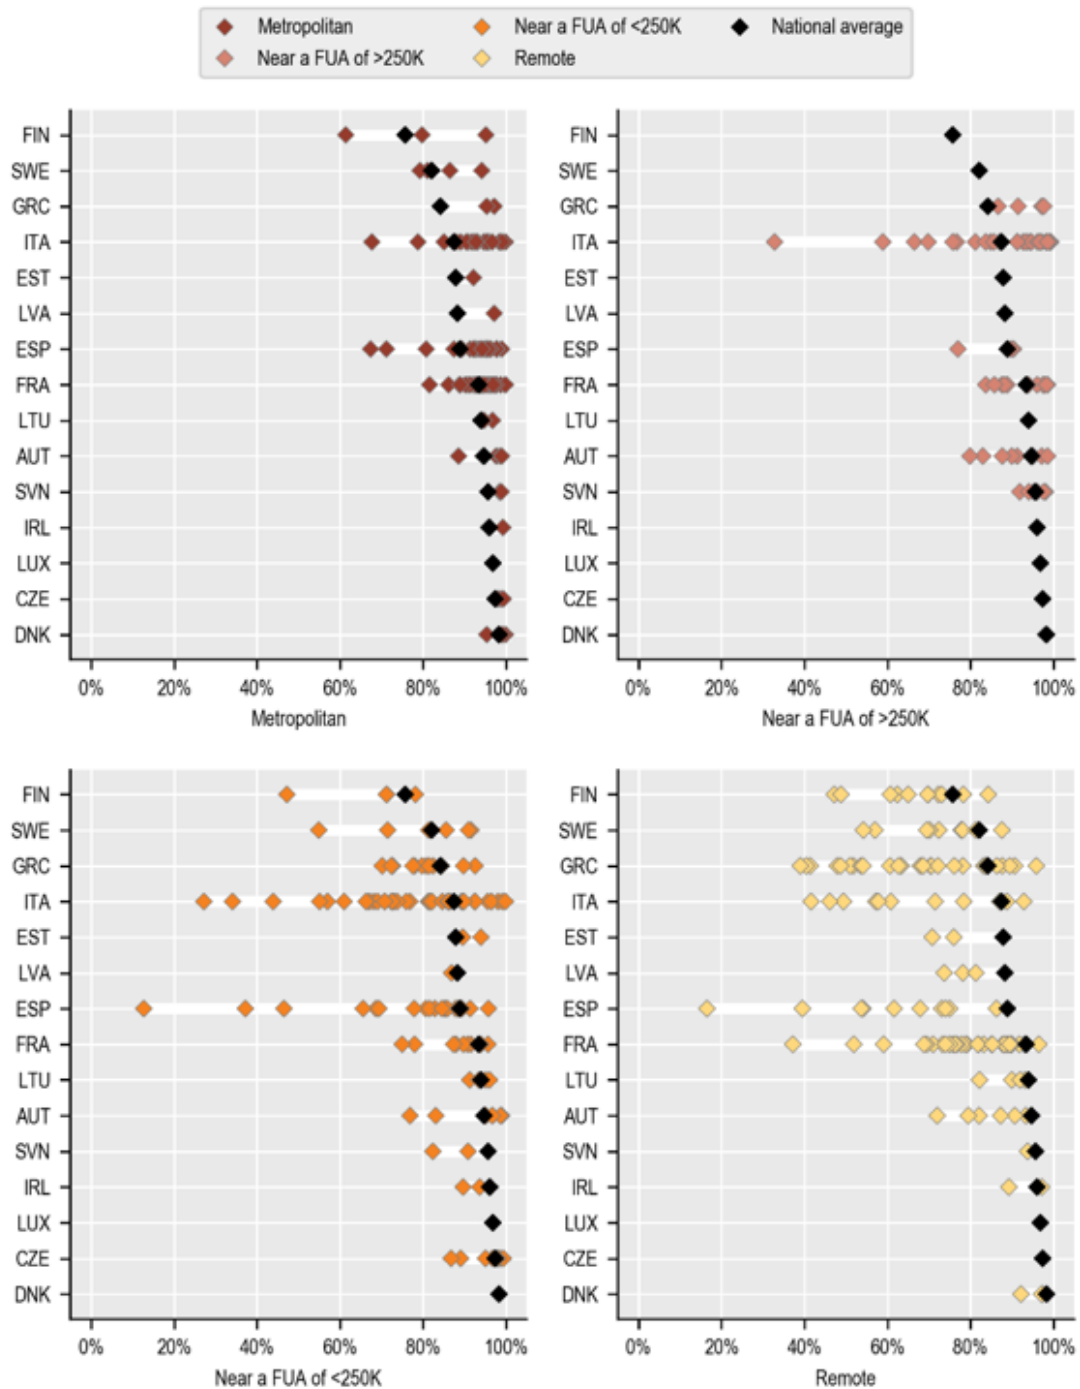 Metropolitan
Near a FUA of <250K
National average
Near a FUA of >250K
Remote
FIN
SWE
GRC
ITA
EST
LVA
ESP
FRA
LTU
AUT
SVN
IRL
LUX
CZE
DNK
0% 20% 40% 60% 80% 100%
Metropolitan
FIN
SWE
GRC
ITA
EST
LVA
ESP
FRA
LTU
AUT
SVN
IRL
LUX
CZE
DNK
0% 20% 40% 60% 80% 100%
Near a FUA of >250K
FIN
SWE
GRC
ITA
EST
LVA
ESP
FRA
LTU
AUT
SVN
IRL
LUX
CZE
DNK
0% 20% 40% 60% 80% 100%
Near a FUA of <250K
FIN
SWE
GRC
ITA
EST
LVA
ESP
FRA
LTU
AUT
SVN
IRL
LUX
CZE
DNK
0% 20% 40% 60% 80% 100%
Remote